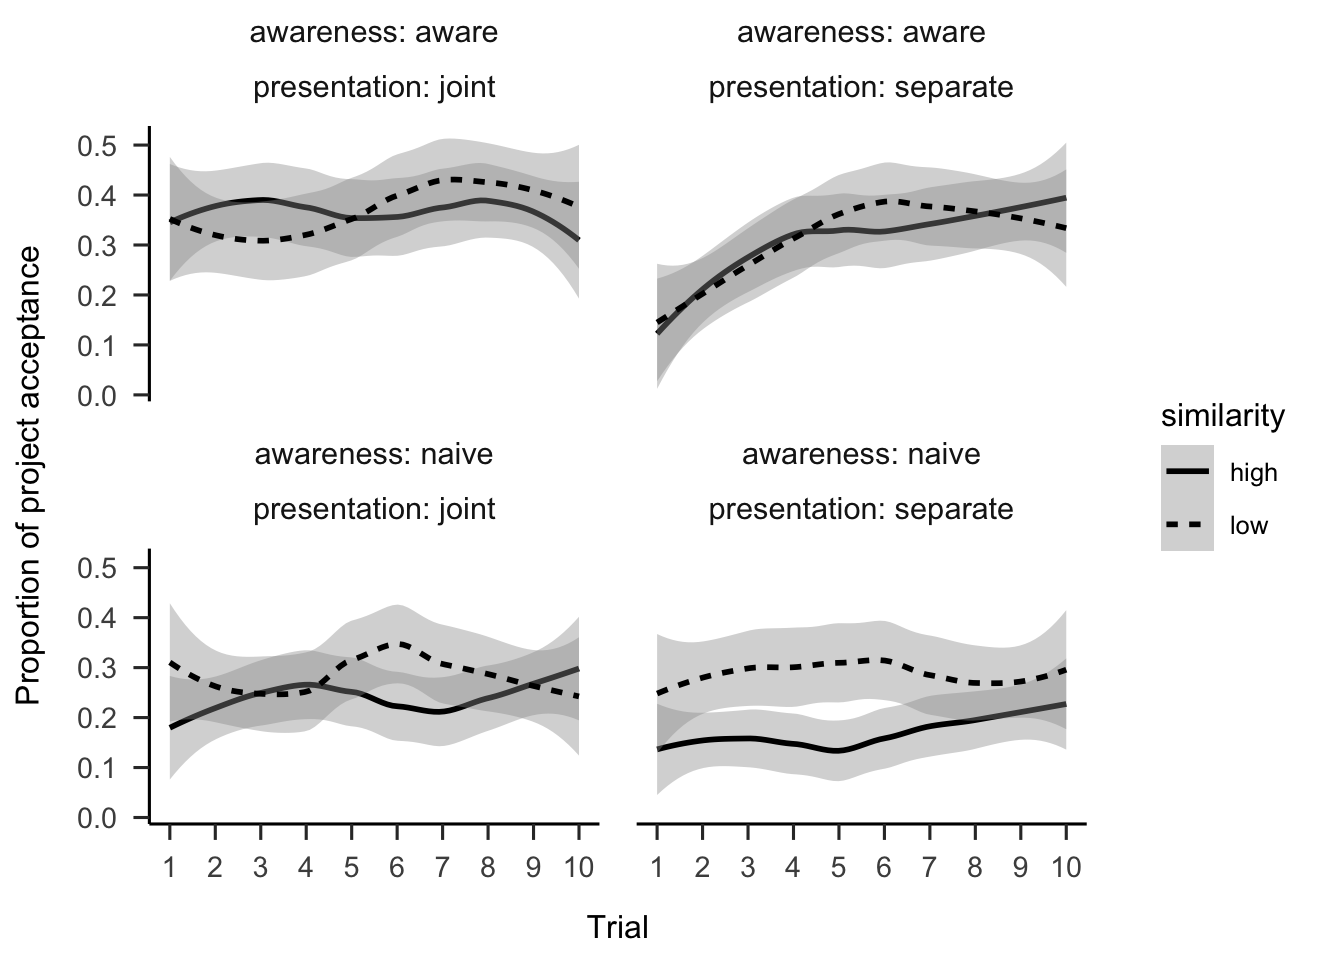 awareness: aware
presentation: joint
awareness: aware
presentation: separate
0.5
0.4
0.3
0.2
0.1
0.0
Proportion of project acceptance
awareness: naive
presentation: joint
awareness: naive
presentation: separate
0.5
0.4
0.3
0.2
0.1
0.0
1 2 3 4 5 6 7 8 9 10
1 2 3 4 5 6 7 8 9 10
Trial
similarity
high
low